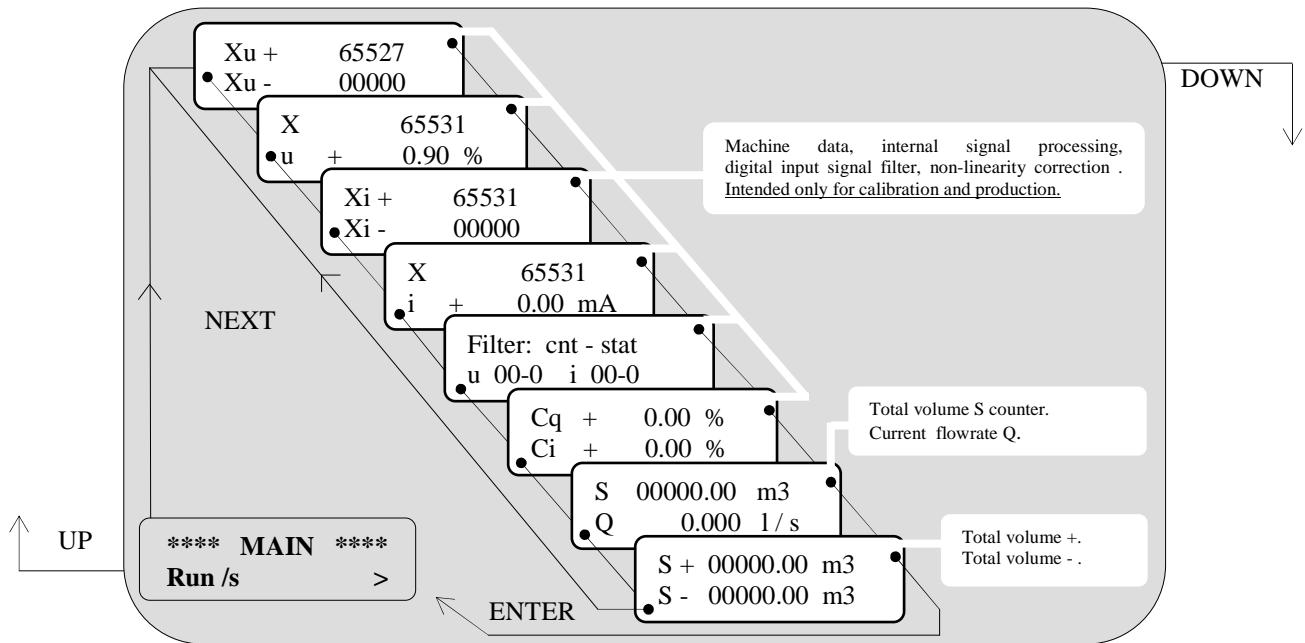 Xu + 65527
Xu - 00000
DOWN
X 65531
u + 0.90 %
Machine data, internal signal processing,
digital input signal filter, non-linearity correction .
Intended only for calibration and production.
Xi + 65531
Xi - 00000
X 65531
i + 0.00 mA
NEXT
Filter: cnt - stat
u 00-0 i 00-0
Cq + 0.00 %
Ci + 0.00 %
Total volume S counter.
Current flowrate Q.
S 00000.00 m3
Q 0.000 l / s
UP
**** MAIN ****
Run /s >
Total volume +.
Total volume - .
S + 00000.00 m3
S - 00000.00 m3
ENTER